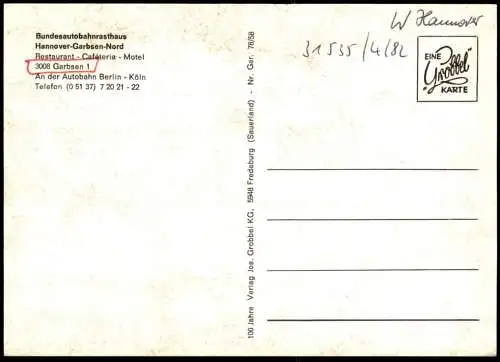 Bundesautobahnrasthaus
Hannover-Garbsen-Nord
Restaurant - Cafeteria - Motel
3008 Garbsen 1
An der Autobahn Berlin - Köln
Telefon (0 51 37) 7 20 21 - 22
W Hannover
31535/4/82
EINE
"Grobbel"
KARTE
100 Jahre Verlag Jos. Grobbel KG, 5948 Fredeburg (Sauerland) - Nr. Gar. 78/58